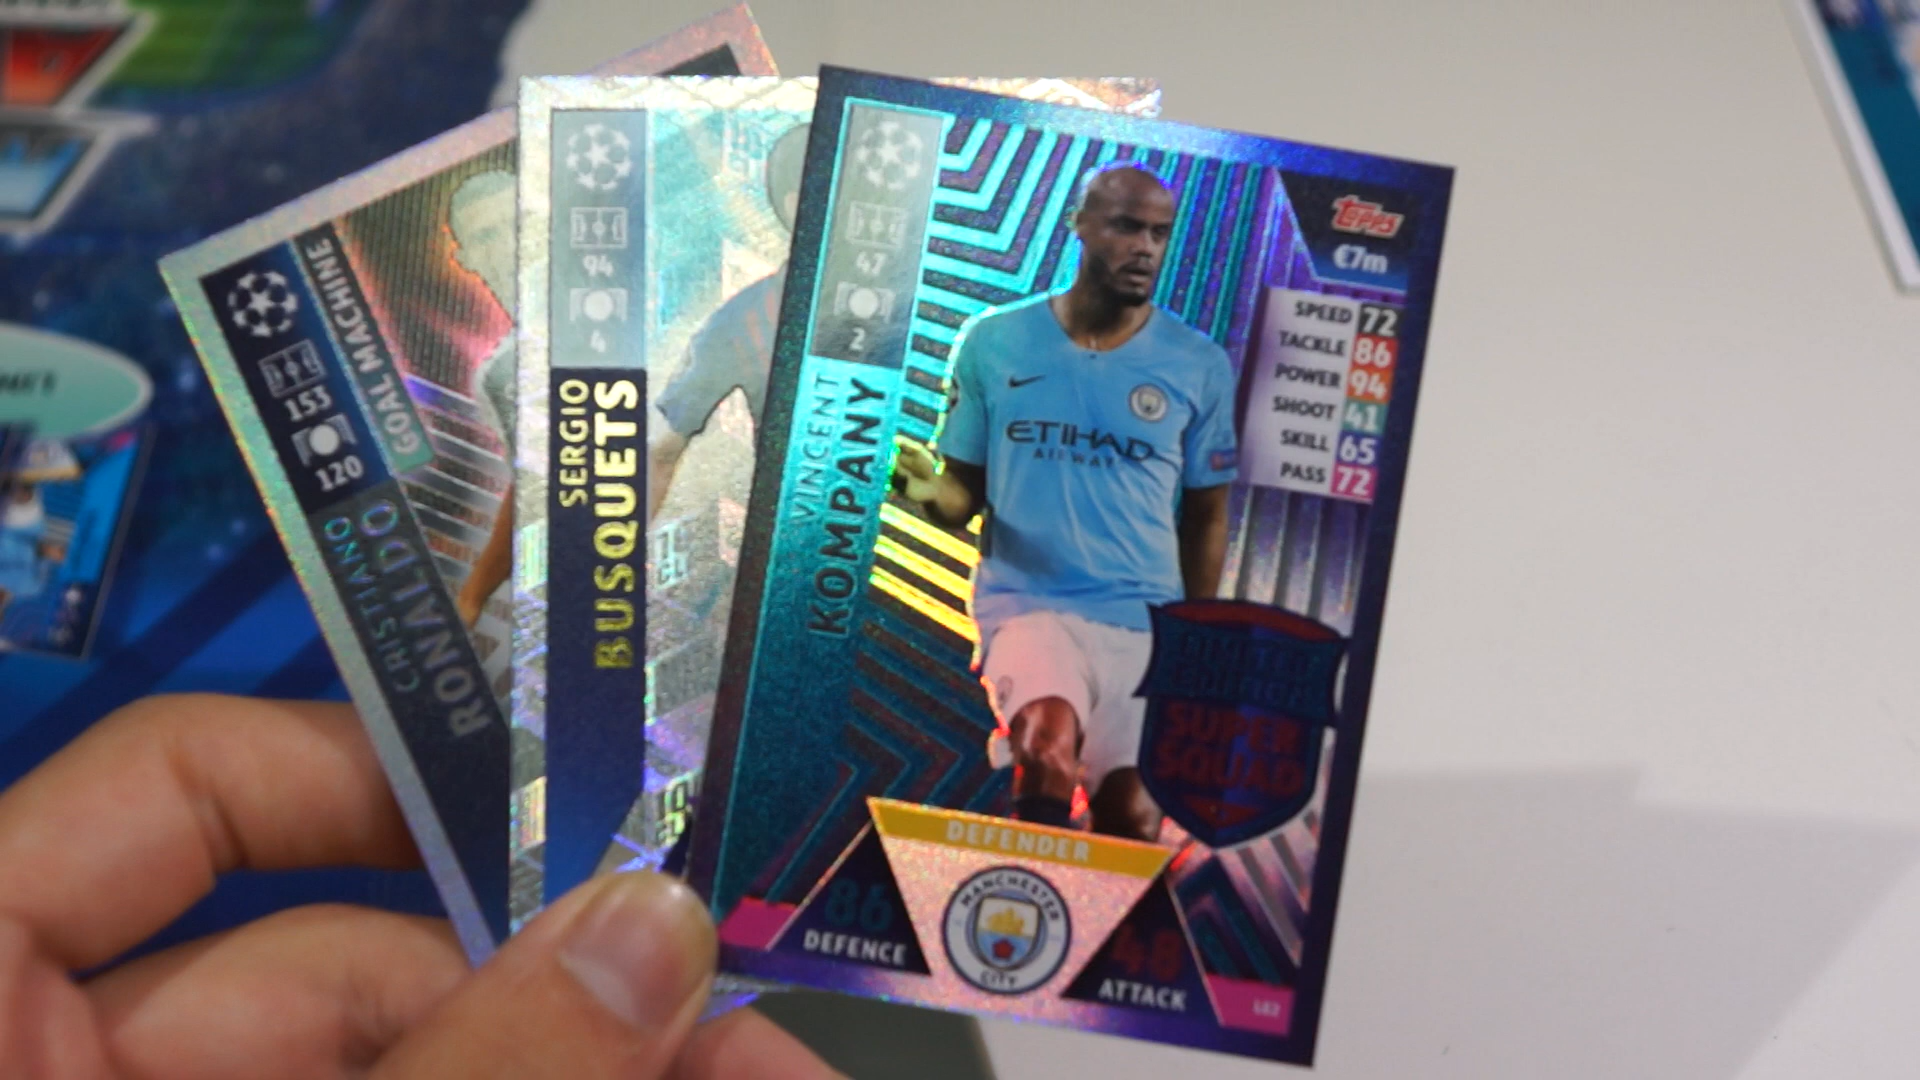 GOAL MACHINE
153
120
CRISTIANO
RONALDO
94
4
SERGIO
BUSQUETS
47
2
VINCENT
KOMPANY
Topps
€7m
SPEED 72
TACKLE 86
POWER 94
SHOOT 41
SKILL 65
PASS 72
ETIHAD
AIRWAY
LIMITED
EDITION
SUPER
SQUAD
DEFENDER
MANCHESTER
CITY
86
DEFENCE
48
ATTACK